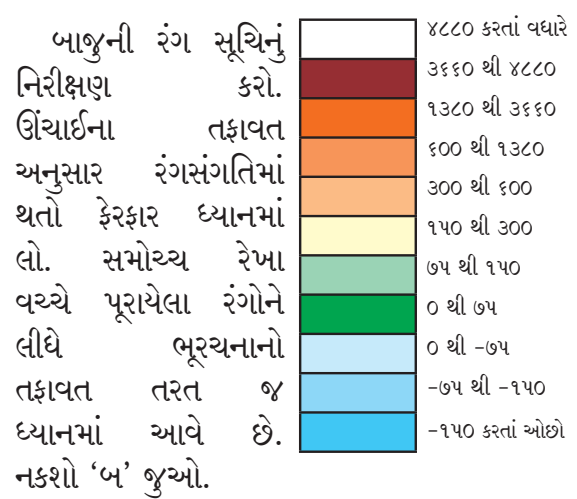 બાજુની રંગ સૂચિનું
નિરીક્ષણ કરો.
ઊંચાઈના તફાવત
અનુસાર રંગસંગતિમાં
થતો ફેરફાર ધ્યાનમાં
લો. સમોચ્ચ રેખા
વચ્ચે પૂરાયેલા રંગોને
લીધે ભૂરચનાનો
તફાવત તરત જ
ધ્યાનમાં આવે છે.
નકશો ‘બ’ જુઓ.
૪૮૮૦ કરતાં વધારે
૩૬૬૦ થી ૪૮૮૦
૧૩૮૦ થી ૩૬૬૦
૬૦૦ થી ૧૩૮૦
૩૦૦ થી ૬૦૦
૧૫૦ થી ૩૦૦
૭૫ થી ૧૫૦
૦ થી ૭૫
૦ થી -૭૫
-૭૫ થી -૧૫૦
-૧૫૦ કરતાં ઓછો